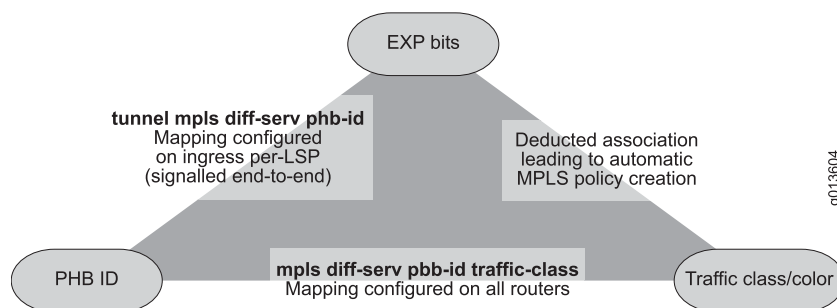 EXP bits
tunnel mpls diff-serv phb-id
Mapping configured
on ingress per-LSP
(signalled end-to-end)
Deducted association
leading to automatic
MPLS policy creation
g013604
PHB ID
mpls diff-serv pbb-id traffic-class
Mapping configured on all routers
Traffic class/color